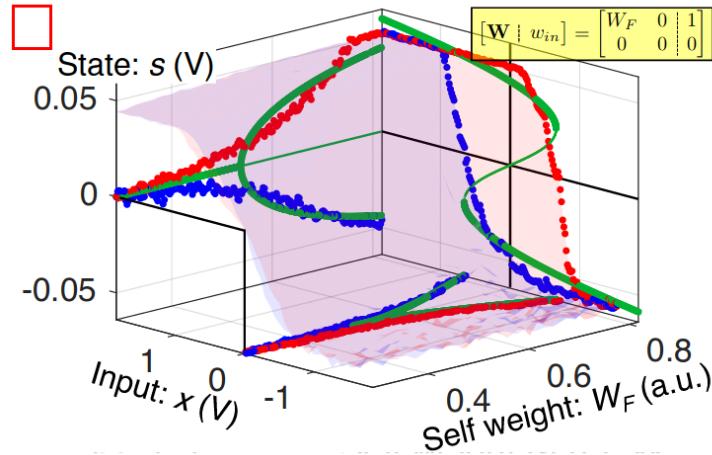 [W | w_in] = [W_F 0 | 1
0 0 | 0]
State: s (V)
0.05
0
-0.05
1
0
-1
Input: x (V)
0.4
0.6
0.8
Self weight: W_F (a.u.)